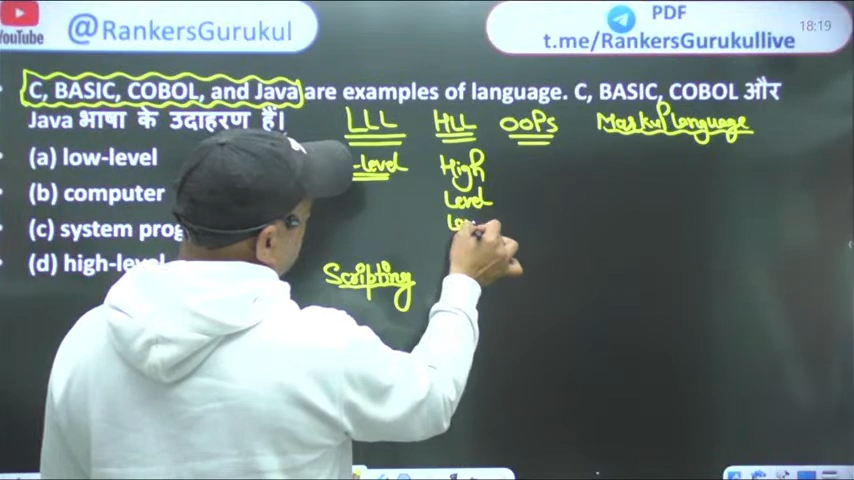 YouTube
@RankersGurukul
PDF
t.me/RankersGurukullive
18:19
C, BASIC, COBOL, and Java are examples of language. C, BASIC, COBOL और
Java भाषा के उदाहरण हैं।
LLL HLL OOPs Markup language
(a) low-level
-level High
(b) computer
Level
(c) system prog
(d) high-level
Scripting